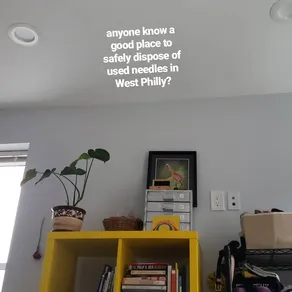 anyone know a
good place to
safely dispose of
used needles in
West Philly?